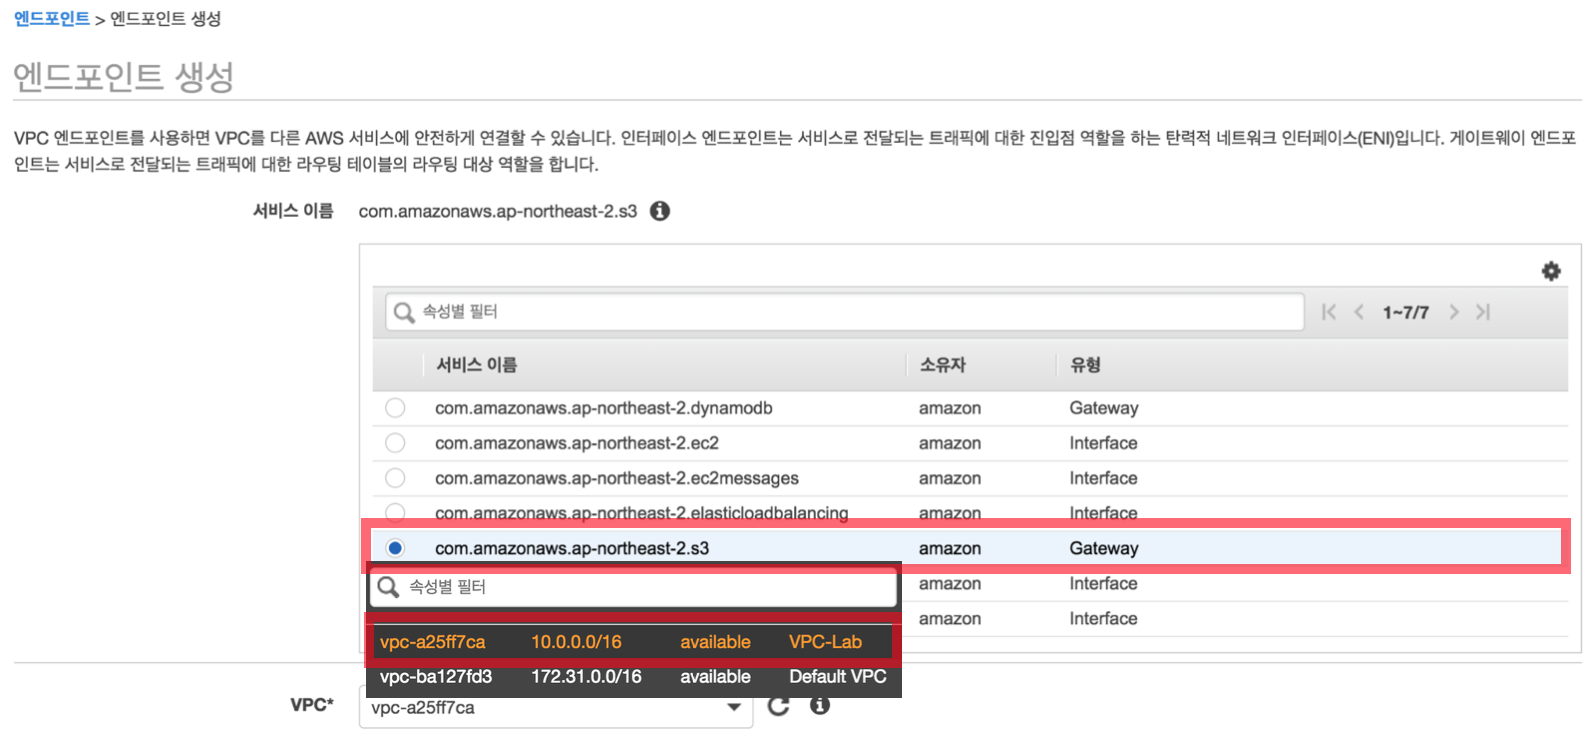 엔드포인트 > 엔드포인트 생성
엔드포인트 생성
VPC 엔드포인트를 사용하면 VPC를 다른 AWS 서비스에 안전하게 연결할 수 있습니다. 인터페이스 엔드포인트는 서비스로 전달되는 트래픽에 대한 진입점 역할을 하는 탄력적 네트워크 인터페이스(ENI)입니다. 게이트웨이 엔드포
인트는 서비스로 전달되는 트래픽에 대한 라우팅 테이블의 라우팅 대상 역할을 합니다.
서비스 이름 com.amazonaws.ap-northeast-2.s3
속성별 필터 1~7/7
서비스 이름 소유자 유형
com.amazonaws.ap-northeast-2.dynamodb amazon Gateway
com.amazonaws.ap-northeast-2.ec2 amazon Interface
com.amazonaws.ap-northeast-2.ec2messages amazon Interface
com.amazonaws.ap-northeast-2.elasticloadbalancing amazon Interface
com.amazonaws.ap-northeast-2.s3 amazon Gateway
속성별 필터 amazon Interface
amazon Interface
vpc-a25ff7ca 10.0.0.0/16 available VPC-Lab
vpc-ba127fd3 172.31.0.0/16 available Default VPC
VPC* vpc-a25ff7ca